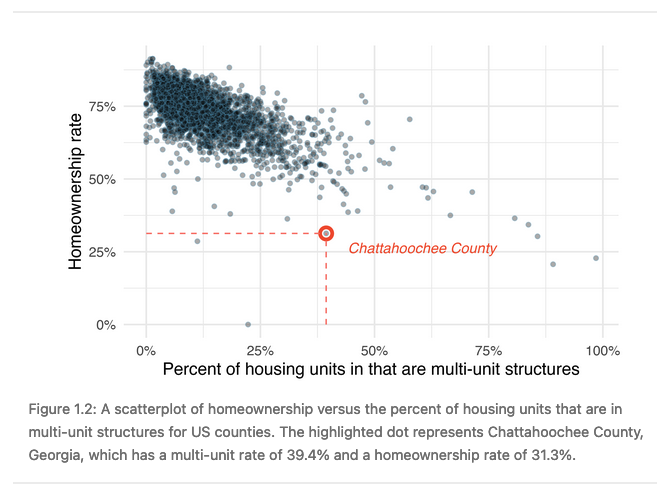 Homeownership rate
75%
50%
25%
0%
Chattahoochee County
0%
25%
50%
75%
100%
Percent of housing units in that are multi-unit structures
Figure 1.2: A scatterplot of homeownership versus the percent of housing units that are in
multi-unit structures for US counties. The highlighted dot represents Chattahoochee County,
Georgia, which has a multi-unit rate of 39.4% and a homeownership rate of 31.3%.